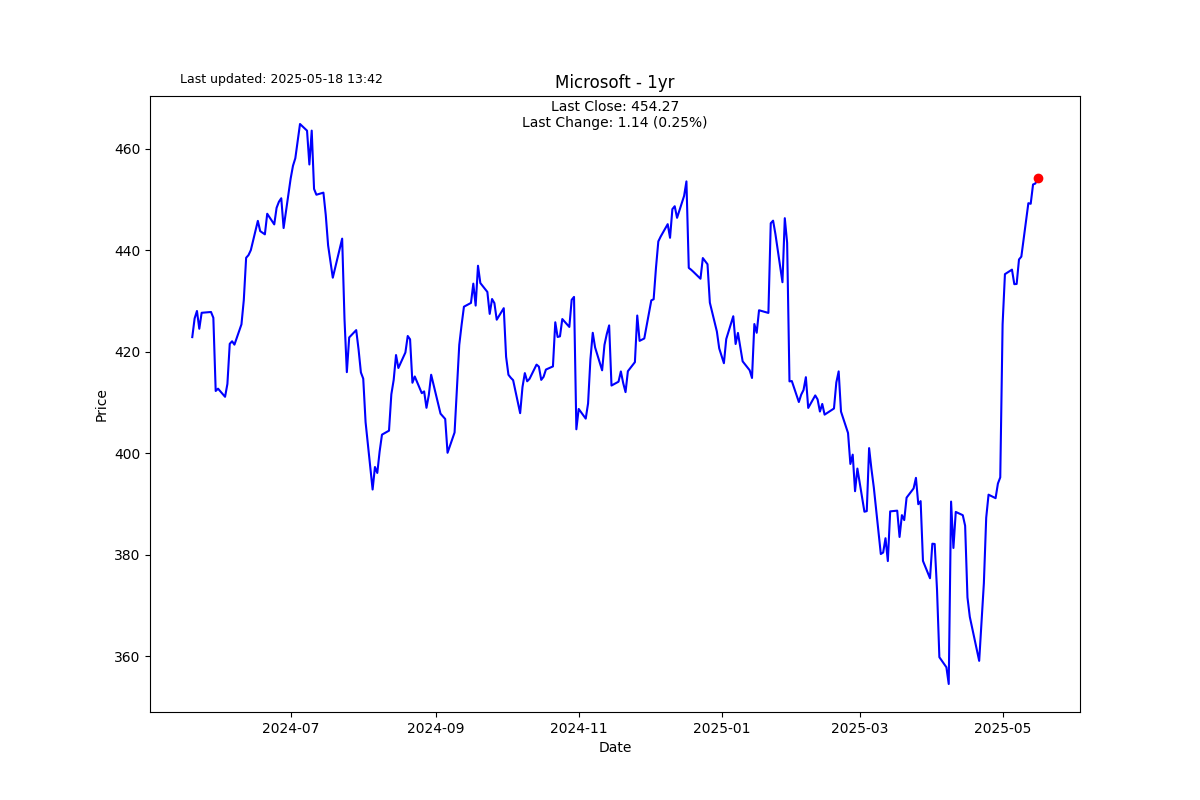 Last updated: 2025-05-18 13:42
Microsoft - 1yr
Last Close: 454.27
Last Change: 1.14 (0.25%)
460
440
420
400
380
360
Price
2024-07
2024-09
2024-11
2025-01
2025-03
2025-05
Date